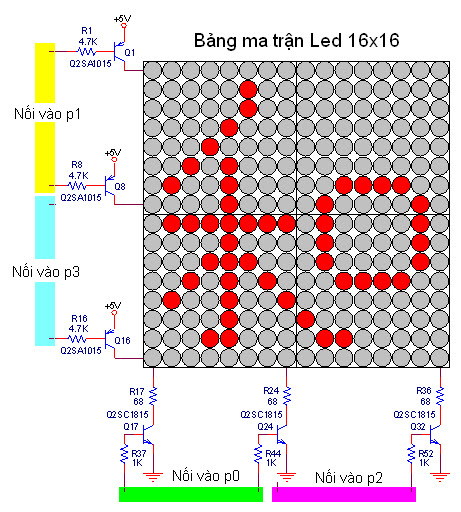 Bảng ma trận Led 16x16
R1
4.7K
Q2SA1015
+5V
Q1
Nối vào p1
R8
4.7K
Q2SA1015
+5V
Q8
Nối vào p3
R16
4.7K
Q2SA1015
+5V
Q16
R17
68
Q2SC1815
Q17
R37
1K
R24
68
Q2SC1815
Q24
R44
1K
R36
68
Q2SC1815
Q32
R52
1K
Nối vào p0
Nối vào p2